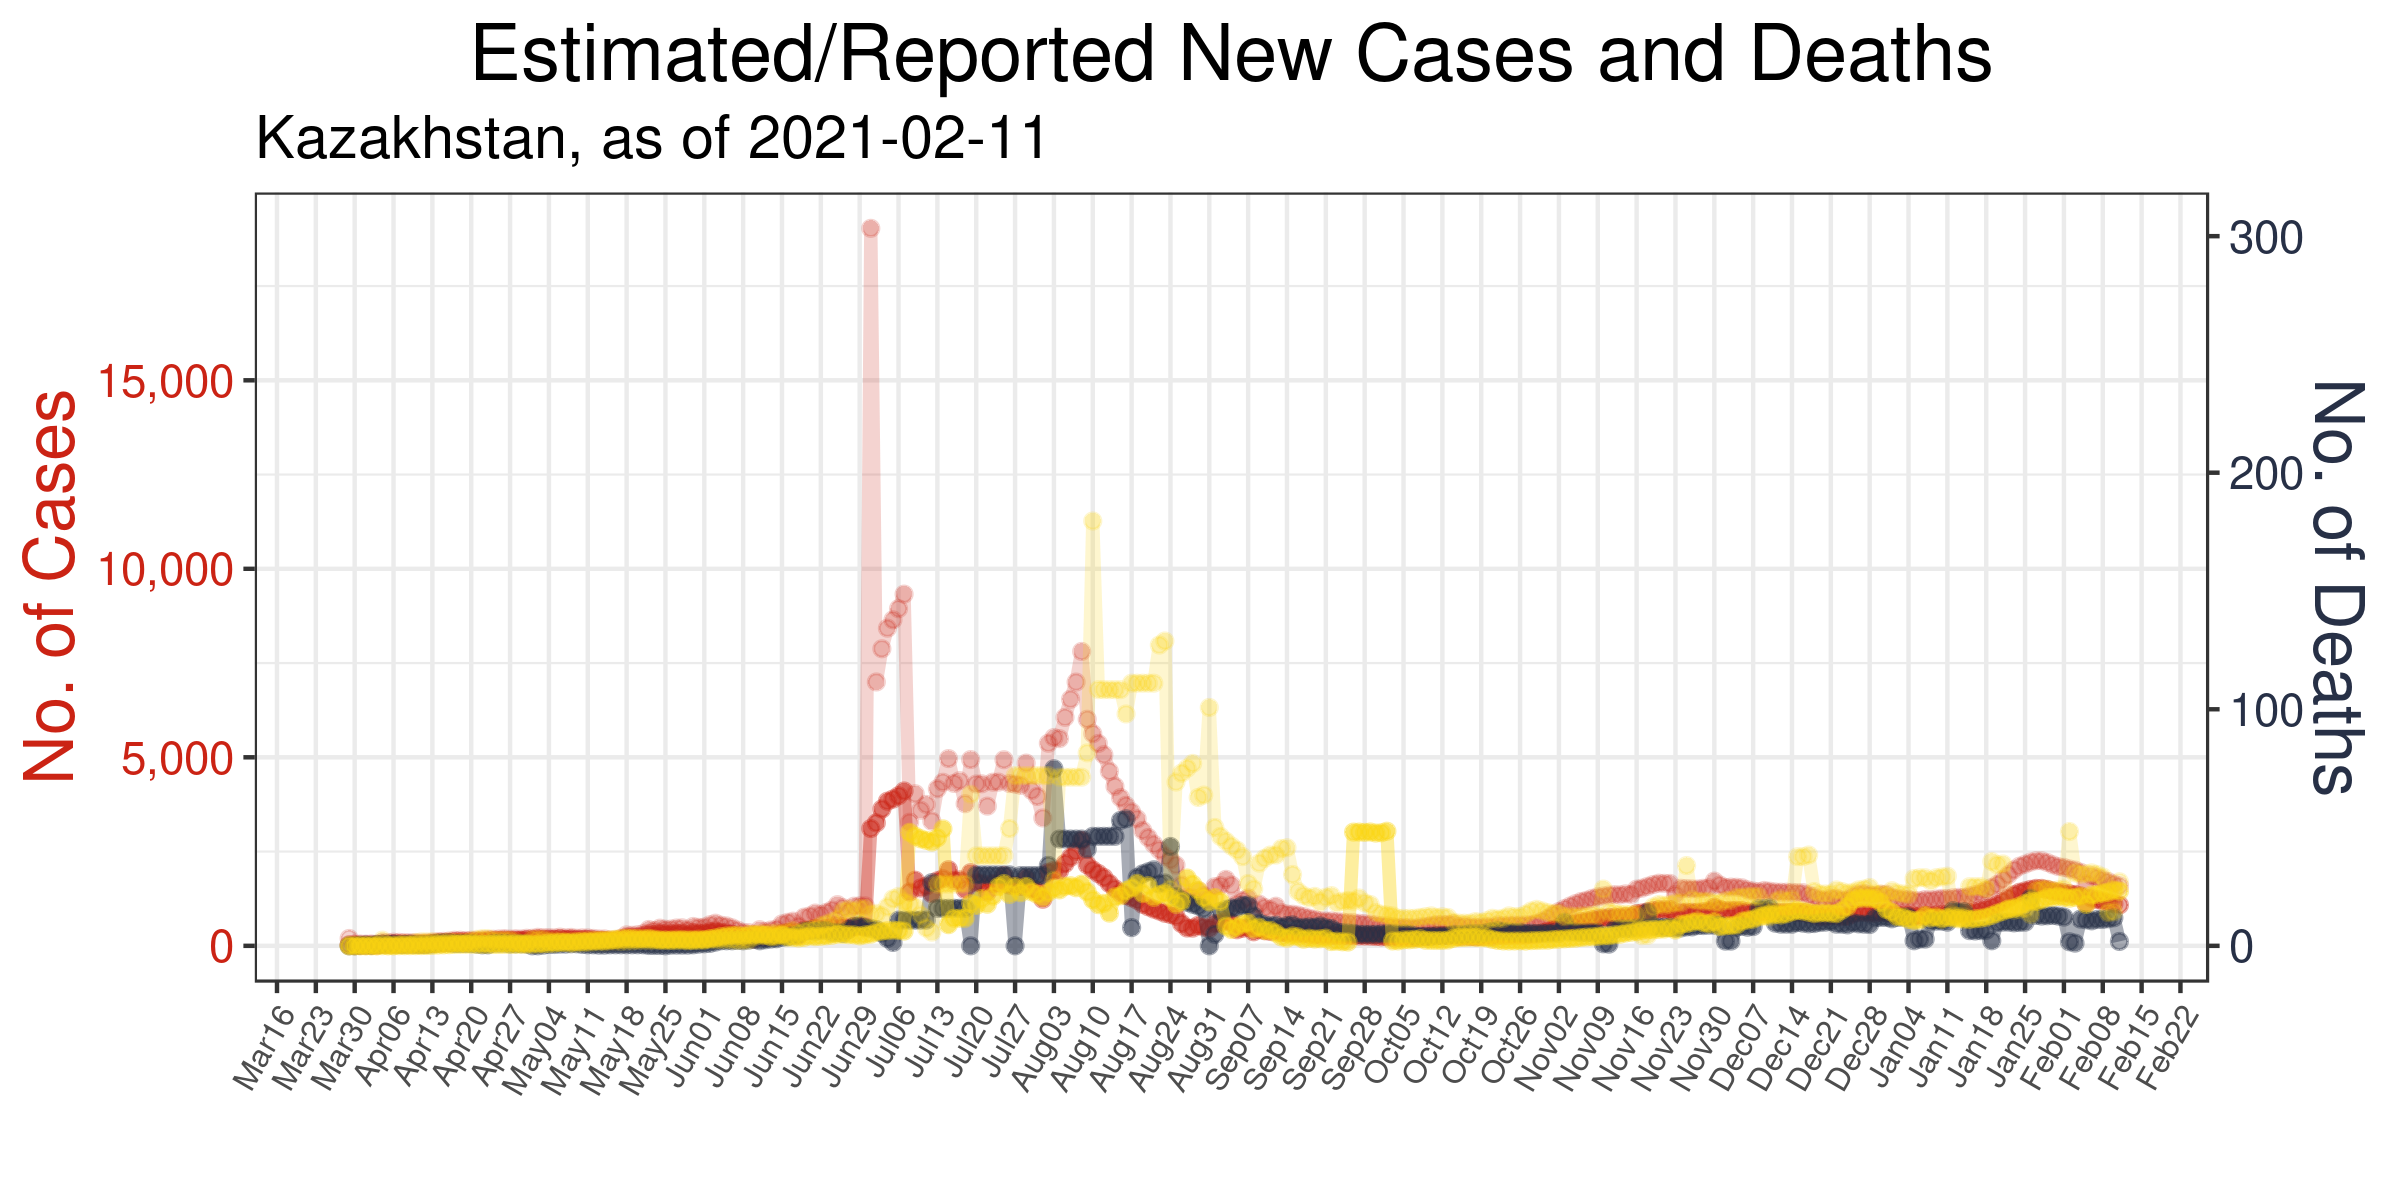 Estimated/Reported New Cases and Deaths
Kazakhstan, as of 2021-02-11
No. of Cases
15,000
10,000
5,000
0
300
200
100
0
No. of Deaths
Mar16 Mar23 Mar30 Apr06 Apr13 Apr20 Apr27 May04 May11 May18 May25 Jun01 Jun08 Jun15 Jun22 Jun29 Jul06 Jul13 Jul20 Jul27 Aug03 Aug10 Aug17 Aug24 Aug31 Sep07 Sep14 Sep21 Sep28 Oct05 Oct12 Oct19 Oct26 Nov02 Nov09 Nov16 Nov23 Nov30 Dec07 Dec14 Dec21 Dec28 Jan04 Jan11 Jan18 Jan25 Feb01 Feb08 Feb15 Feb22